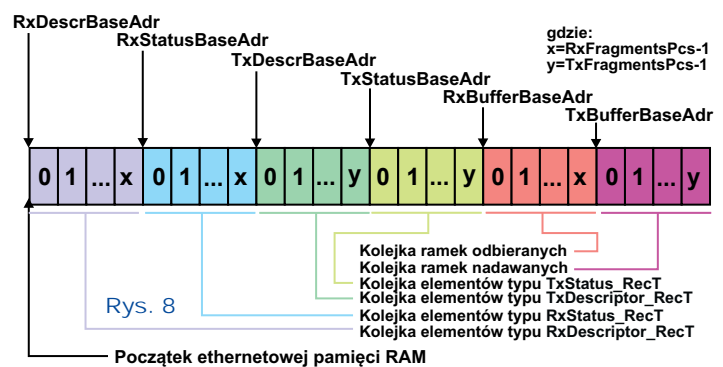 RxDescrBaseAdr
RxStatusBaseAdr
TxDescrBaseAdr
TxStatusBaseAdr
RxBufferBaseAdr
TxBufferBaseAdr
gdzie:
x=RxFragmentsPcs-1
y=TxFragmentsPcs-1
0 1 ... x 0 1 ... x 0 1 ... y 0 1 ... y 0 1 ... x 0 1 ... y
Kolejka ramek odbieranych
Kolejka ramek nadawanych
Kolejka elementów typu TxStatus_RecT
Kolejka elementów typu TxDescriptor_RecT
Kolejka elementów typu RxStatus_RecT
Kolejka elementów typu RxDescriptor_RecT
Rys. 8
Początek ethernetowej pamięci RAM